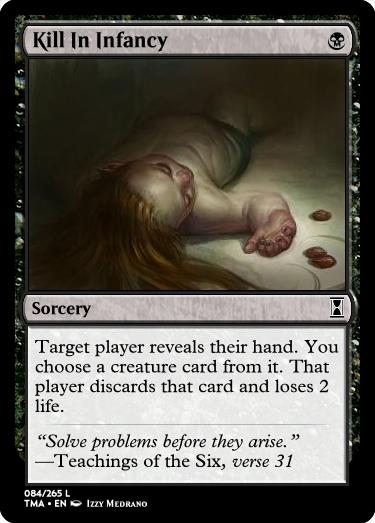 Kill In Infancy
Sorcery
Target player reveals their hand. You
choose a creature card from it. That
player discards that card and loses 2
life.
“Solve problems before they arise.”
—Teachings of the Six, verse 31
084/265 L
TMA • EN Izzy Medrano